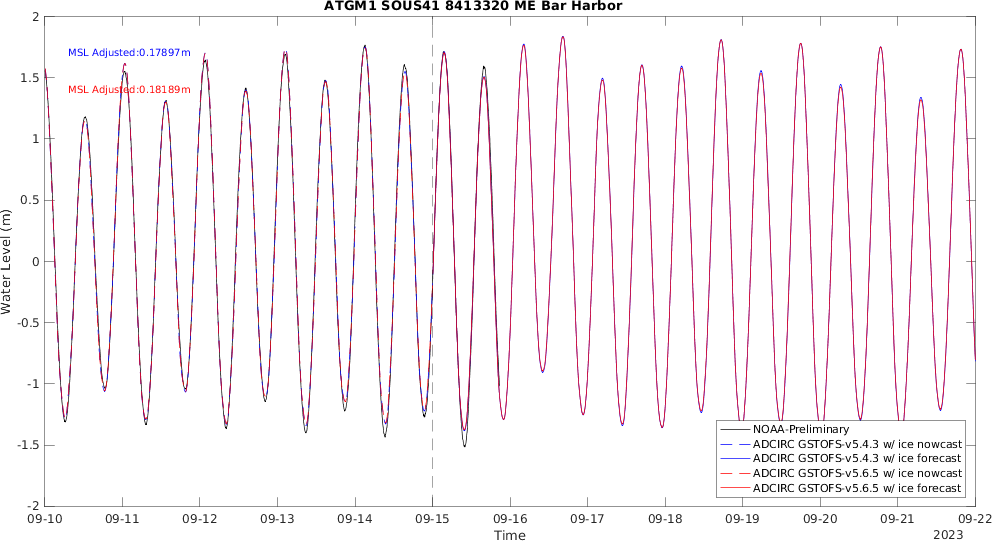 ATGM1 SOUS41 8413320 ME Bar Harbor
2
1.5
1
0.5
0
-0.5
-1
-1.5
-2
Water Level (m)
MSL Adjusted:0.17897m
MSL Adjusted:0.18189m
NOAA-Preliminary
ADCIRC GSTOFS-v5.4.3 w/ ice nowcast
ADCIRC GSTOFS-v5.4.3 w/ ice forecast
ADCIRC GSTOFS-v5.6.5 w/ ice nowcast
ADCIRC GSTOFS-v5.6.5 w/ ice forecast
09-10 09-11 09-12 09-13 09-14 09-15 09-16 09-17 09-18 09-19 09-20 09-21 09-22
Time
2023